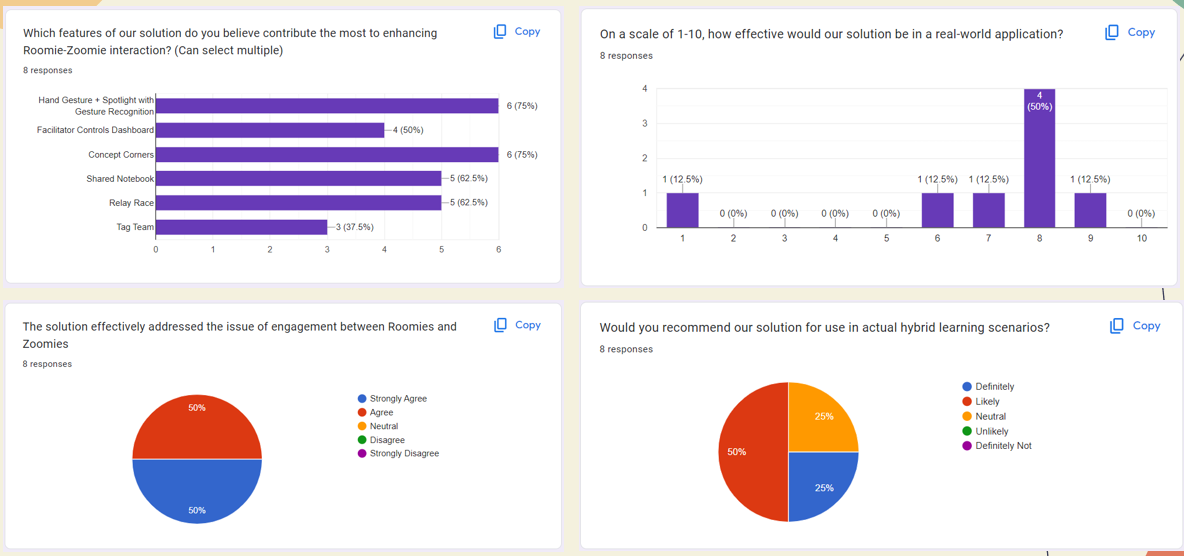 Which features of our solution do you believe contribute the most to enhancing
Roomie-Zoomie interaction? (Can select multiple)
Copy
8 responses
Hand Gesture + Spotlight with
Gesture Recognition
6 (75%)
Facilitator Controls Dashboard
4 (50%)
Concept Corners
6 (75%)
Shared Notebook
5 (62.5%)
Relay Race
5 (62.5%)
Tag Team
3 (37.5%)
0 1 2 3 4 5 6
On a scale of 1-10, how effective would our solution be in a real-world application?
Copy
8 responses
4
3
2
1
0
1 (12.5%)
0 (0%)
0 (0%)
0 (0%)
0 (0%)
1 (12.5%)
1 (12.5%)
4
(50%)
1 (12.5%)
0 (0%)
1 2 3 4 5 6 7 8 9 10
The solution effectively addressed the issue of engagement between Roomies and
Zoomies
Copy
8 responses
50%
50%
Strongly Agree
Agree
Neutral
Disagree
Strongly Disagree
Would you recommend our solution for use in actual hybrid learning scenarios?
Copy
8 responses
25%
50%
25%
Definitely
Likely
Neutral
Unlikely
Definitely Not